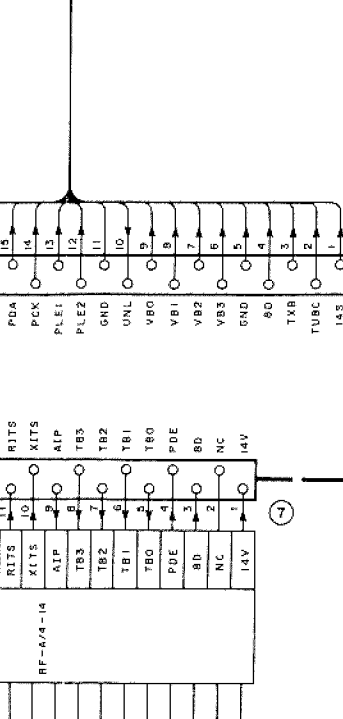 15 14 13 12 11 10 9 8 7 6 5 4 3 2 1
PDA PCK PLE1 PLE2 GND UNL VB0 VB1 VB2 VB3 GND 8D TXB TUBC 14S
RITS XITS AIP TB3 TB2 TB1 TB0 PDE 8D NC 14V
11 10 9 8 7 6 5 4 3 2 1
7
RITS XITS AIP TB3 TB2 TB1 TB0 PDE 8D NC 14V
RF-A/4-14